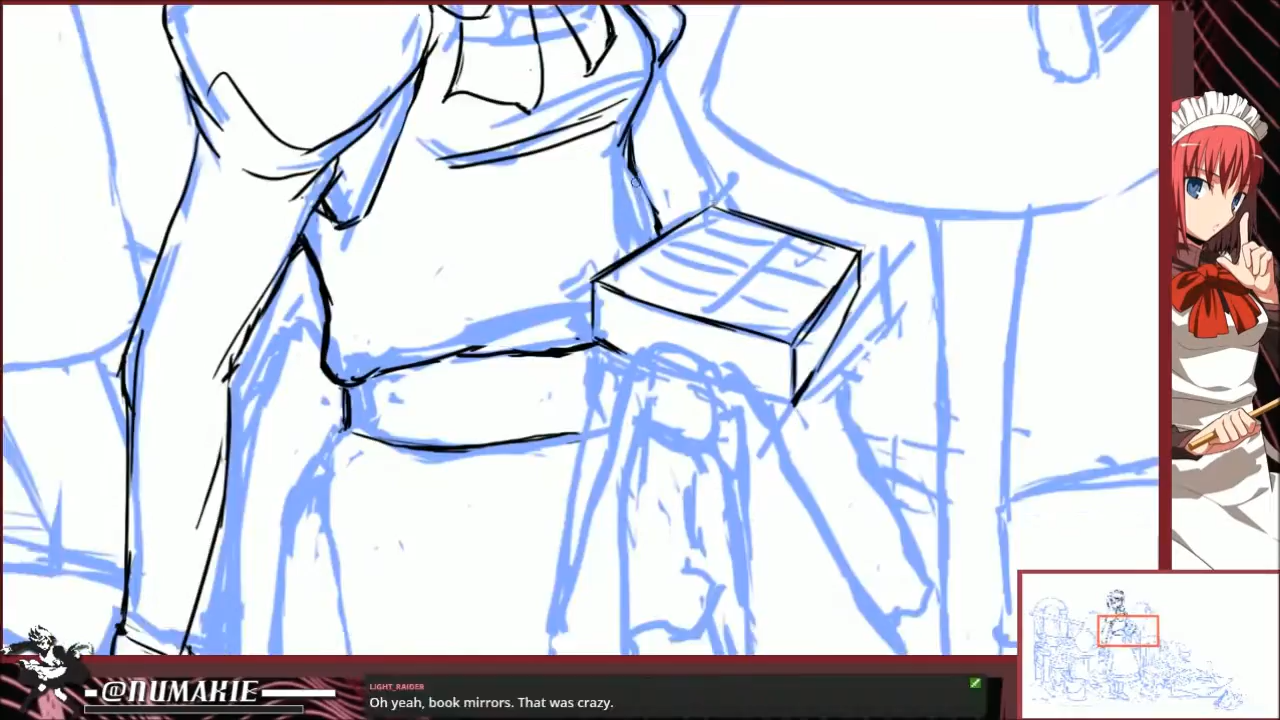 @NUMAKIE
LIGHT_RAIDER
Oh yeah, book mirrors. That was crazy.